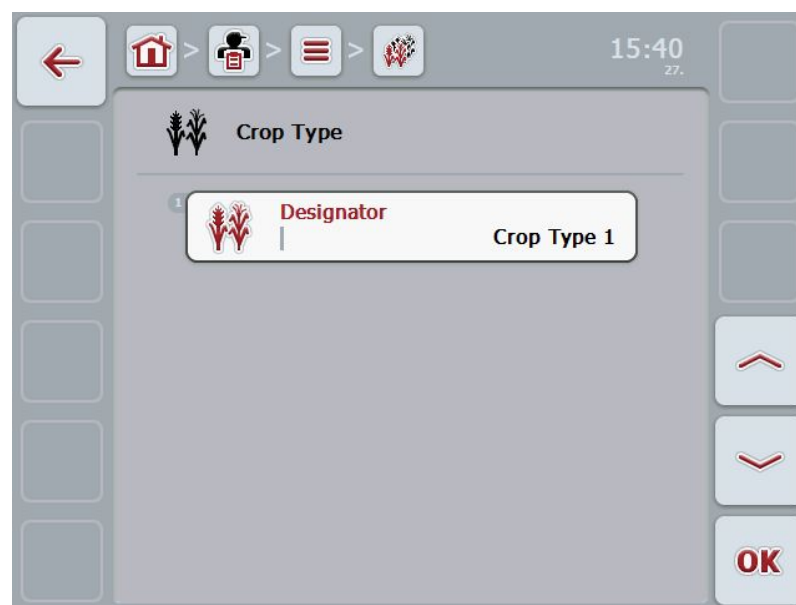 > > >
15:40
27.
Crop Type
1
Designator
Crop Type 1
OK